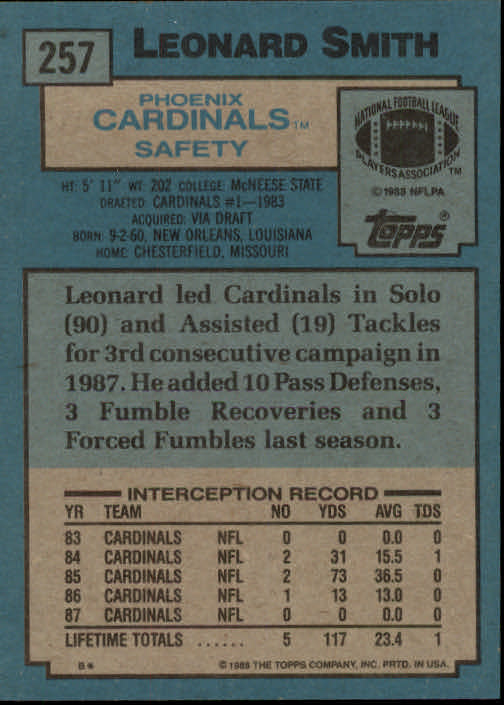 257
LEONARD SMITH
PHOENIX
CARDINALS™
SAFETY
NATIONAL FOOTBALL LEAGUE
PLAYERS ASSOCIATION™
©1988 NFLPA
topps®
HT: 5' 11" WT: 202 COLLEGE: McNEESE STATE
DRAFTED: CARDINALS #1—1983
ACQUIRED: VIA DRAFT
BORN: 9-2-60, NEW ORLEANS, LOUISIANA
HOME: CHESTERFIELD, MISSOURI
Leonard led Cardinals in Solo
(90) and Assisted (19) Tackles
for 3rd consecutive campaign in
1987. He added 10 Pass Defenses,
3 Fumble Recoveries and 3
Forced Fumbles last season.
INTERCEPTION RECORD
YR TEAM NO YDS AVG TDS
83 CARDINALS NFL 0 0 0.0 0
84 CARDINALS NFL 2 31 15.5 1
85 CARDINALS NFL 2 73 36.5 0
86 CARDINALS NFL 1 13 13.0 0
87 CARDINALS NFL 0 0 0.0 0
LIFETIME TOTALS ...... 5 117 23.4 1
B* ©1988 THE TOPPS COMPANY, INC. PRTD. IN USA.